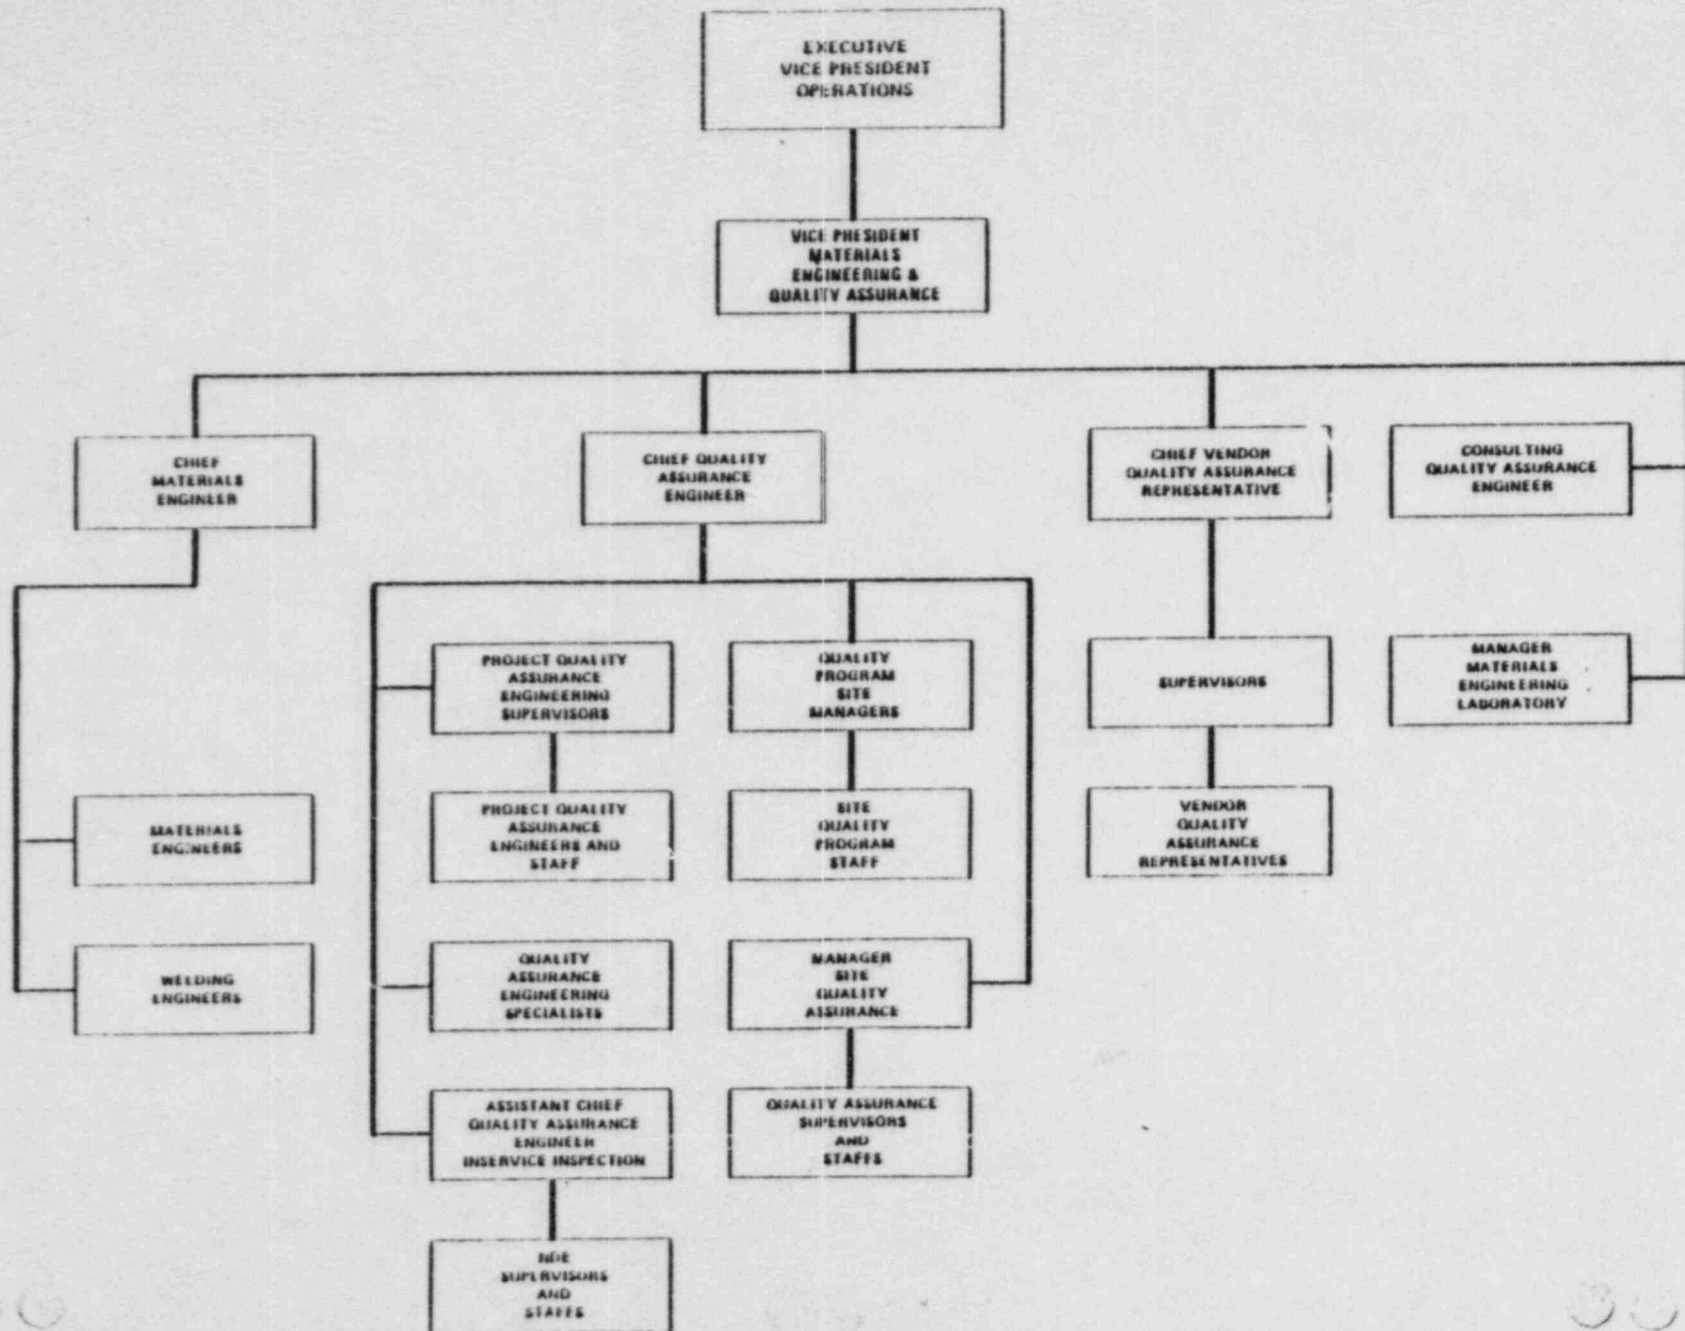 EXECUTIVE
VICE PRESIDENT
OPERATIONS
VICE PRESIDENT
MATERIALS
ENGINEERING &
QUALITY ASSURANCE
CHIEF
MATERIALS
ENGINEER
CHIEF QUALITY
ASSURANCE
ENGINEER
CHIEF VENDOR
QUALITY ASSURANCE
REPRESENTATIVE
CONSULTING
QUALITY ASSURANCE
ENGINEER
PROJECT QUALITY
ASSURANCE
ENGINEERING
SUPERVISORS
QUALITY
PROGRAM
SITE
MANAGERS
SUPERVISORS
MANAGER
MATERIALS
ENGINEERING
LABORATORY
MATERIALS
ENGINEERS
PROJECT QUALITY
ASSURANCE
ENGINEERS AND
STAFF
SITE
QUALITY
PROGRAM
STAFF
VENDOR
QUALITY
ASSURANCE
REPRESENTATIVES
WELDING
ENGINEERS
QUALITY
ASSURANCE
ENGINEERING
SPECIALISTS
MANAGER
SITE
QUALITY
ASSURANCE
ASSISTANT CHIEF
QUALITY ASSURANCE
ENGINEER
INSERVICE INSPECTION
QUALITY ASSURANCE
SUPERVISORS
AND
STAFFS
NDE
SUPERVISORS
AND
STAFFS